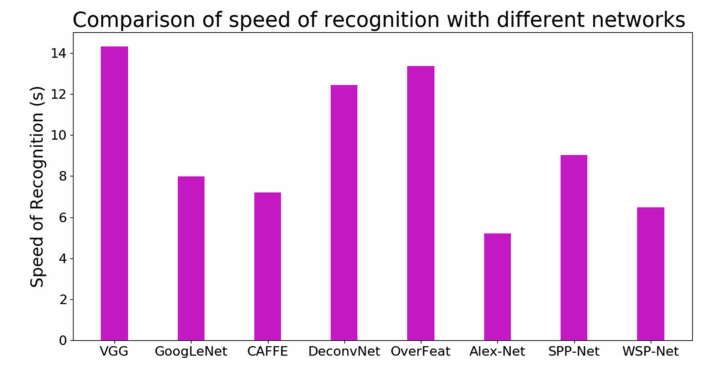 Comparison of speed of recognition with different networks
Speed of Recognition (s)
14
12
10
8
6
4
2
0
VGG GoogLeNet CAFFE DeconvNet OverFeat Alex-Net SPP-Net WSP-Net